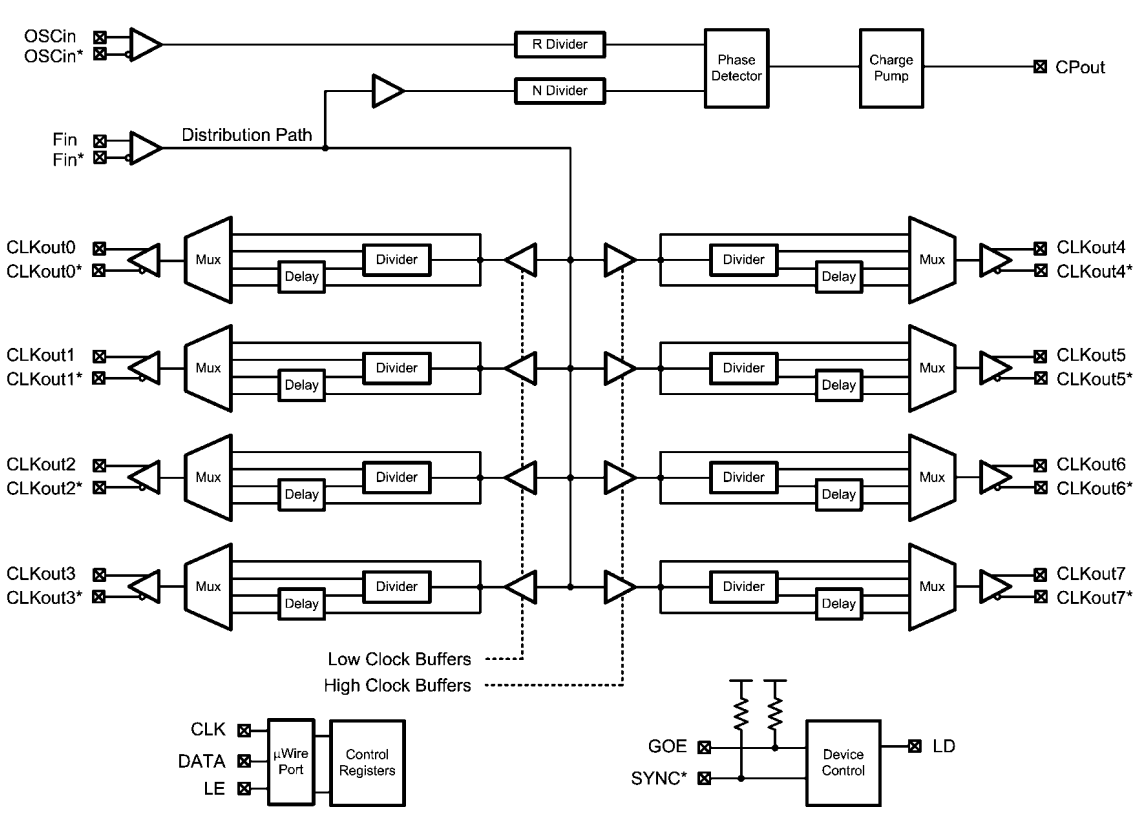 OSCin
OSCin*
R Divider
N Divider
Phase
Detector
Charge
Pump
CPout
Fin
Fin*
Distribution Path
CLKout0
CLKout0*
Mux
Delay
Divider
Divider
Delay
Mux
CLKout4
CLKout4*
CLKout1
CLKout1*
Mux
Delay
Divider
Divider
Delay
Mux
CLKout5
CLKout5*
CLKout2
CLKout2*
Mux
Delay
Divider
Divider
Delay
Mux
CLKout6
CLKout6*
CLKout3
CLKout3*
Mux
Delay
Divider
Divider
Delay
Mux
CLKout7
CLKout7*
Low Clock Buffers
High Clock Buffers
CLK
DATA
LE
µWire
Port
Control
Registers
GOE
SYNC*
Device
Control
LD